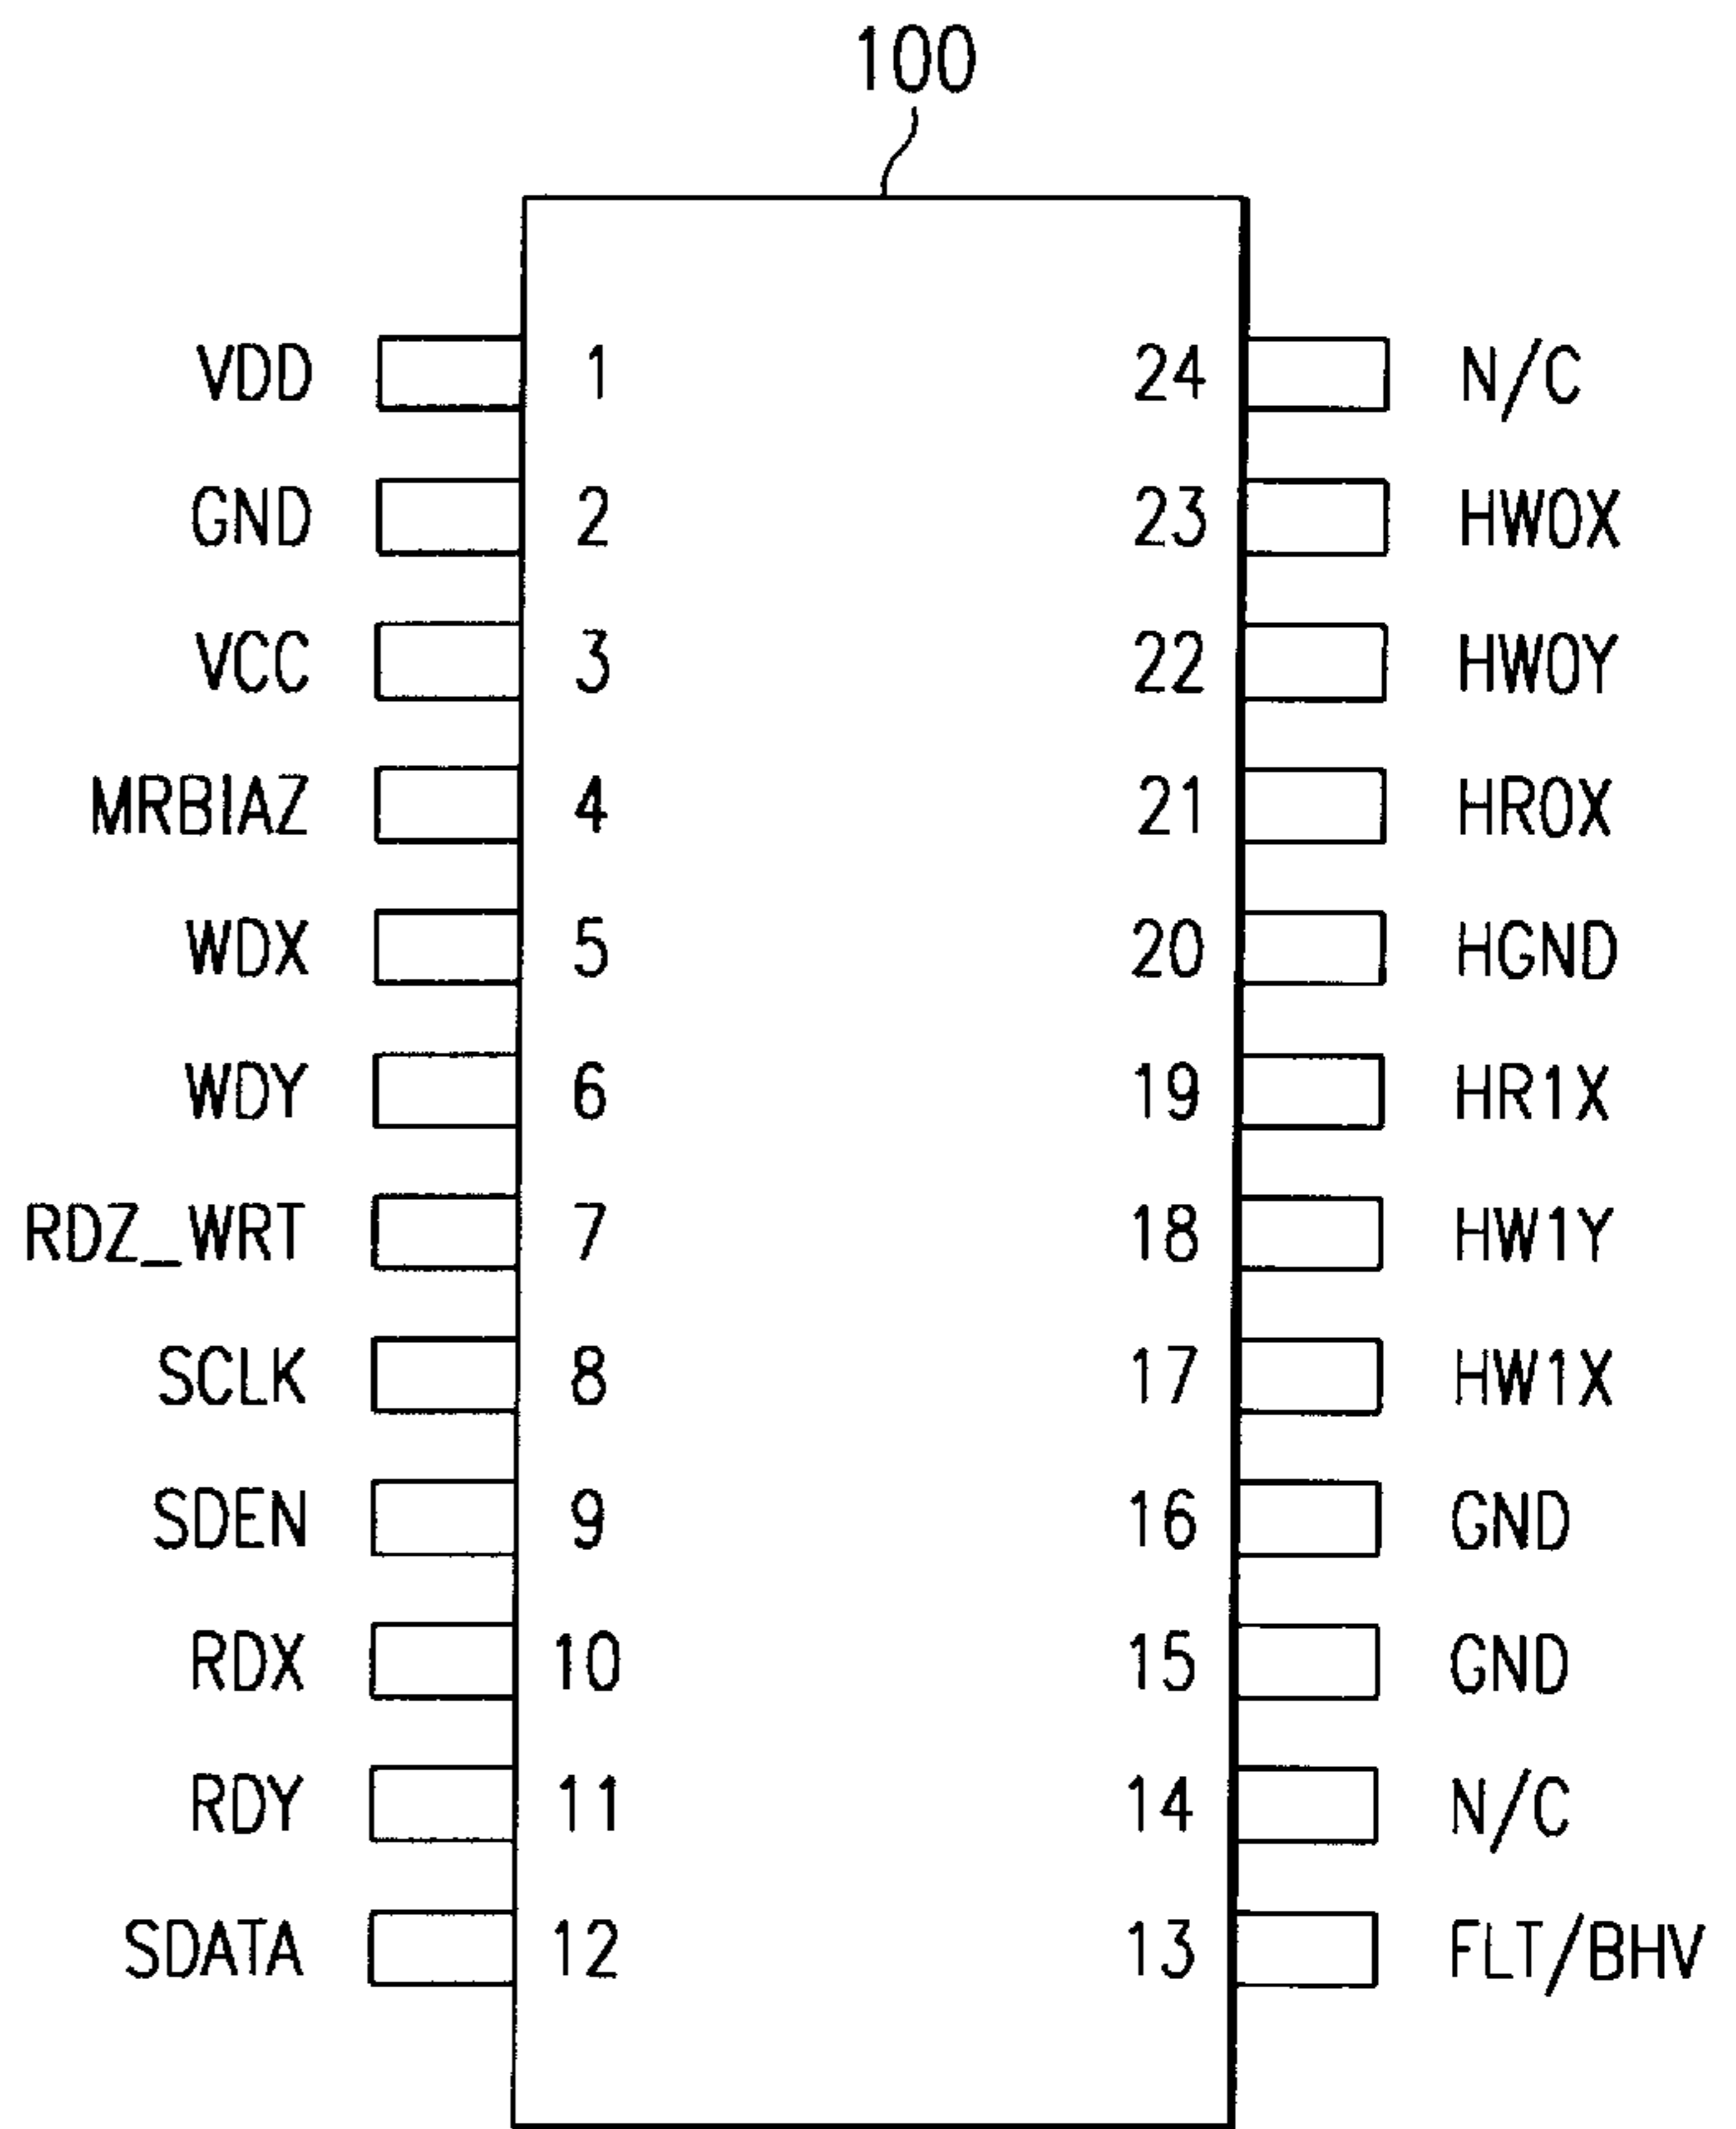 100
VDD 1 24 N/C
GND 2 23 HW0X
VCC 3 22 HW0Y
MRBIAZ 4 21 HR0X
WDX 5 20 HGND
WDY 6 19 HR1X
RDZ_WRT 7 18 HW1Y
SCLK 8 17 HW1X
SDEN 9 16 GND
RDX 10 15 GND
RDY 11 14 N/C
SDATA 12 13 FLT/BHV